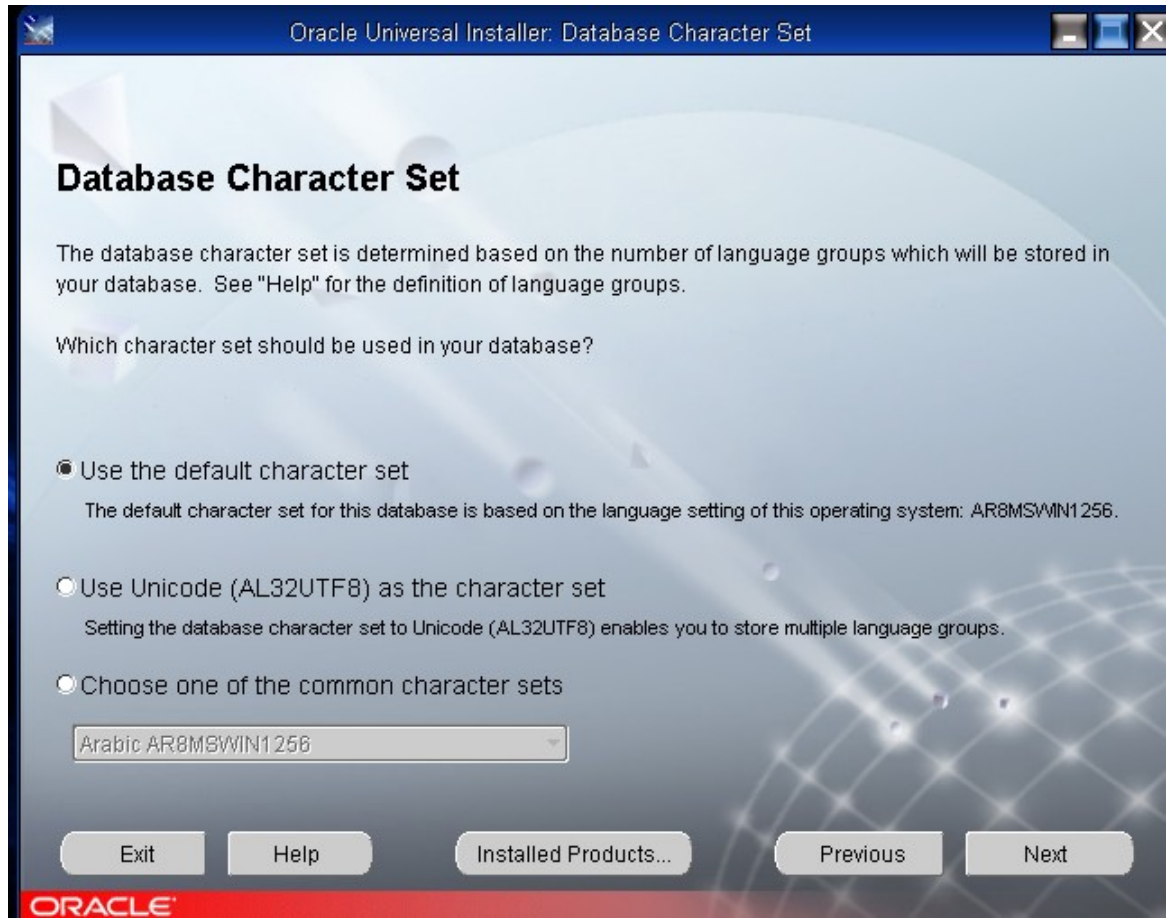 Oracle Universal Installer: Database Character Set
Database Character Set
The database character set is determined based on the number of language groups which will be stored in
your database. See "Help" for the definition of language groups.
Which character set should be used in your database?
Use the default character set
The default character set for this database is based on the language setting of this operating system: AR8MSWIN1256.
Use Unicode (AL32UTF8) as the character set
Setting the database character set to Unicode (AL32UTF8) enables you to store multiple language groups.
Choose one of the common character sets
Arabic AR8MSWIN1256
Exit Help Installed Products... Previous Next
ORACLE